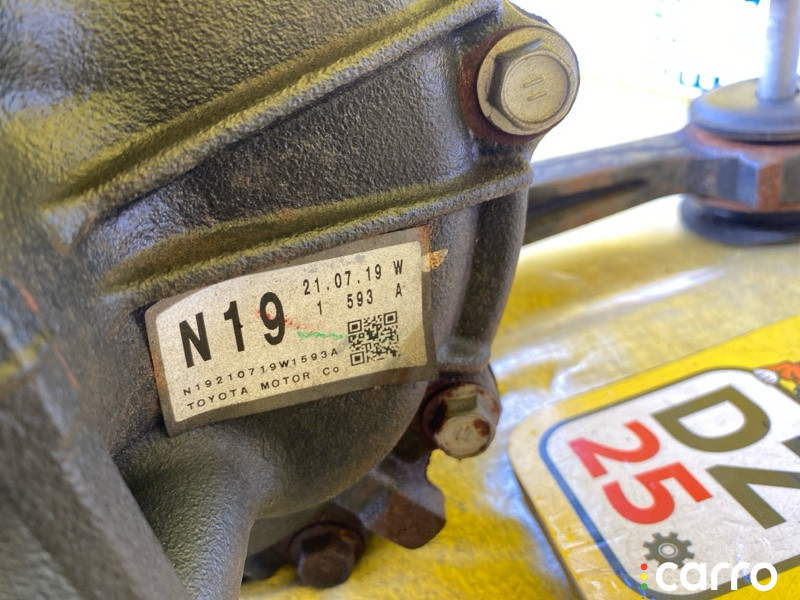 N19
21.07.19 W
1 593 A
N19210719W1593A
TOYOTA MOTOR Co
25
carro